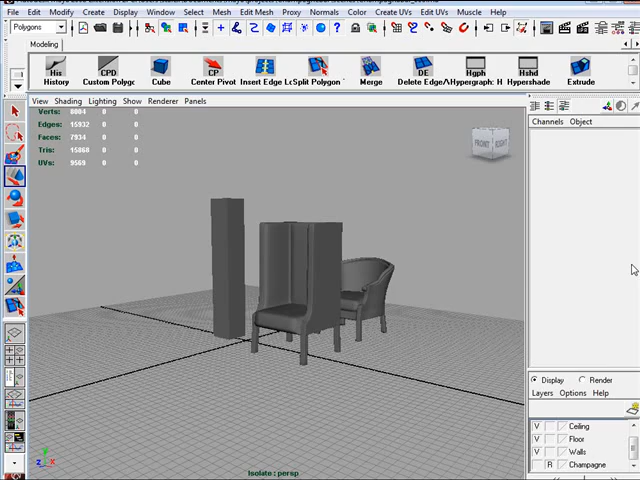 File Modify Create Display Window Select Mesh Edit Mesh Proxy Normals Color Create UVs Edit UVs Muscle Help
Polygons
Modeling
His CPD CP DE Hgph Hshd
History Custom Polyg Cube Center Pivot Insert Edge Lo Split Polygon Merge Delete Edge/ Hypergraph: H Hypershade Extrude
View Shading Lighting Show Renderer Panels
Verts: 8084 0 0
Edges: 15932 0 0
Faces: 7934 0 0
Tris: 15868 0 0
UVs: 9569 0 0
FRONT RIGHT
Channels Object
Display Render
Layers Options Help
V Ceiling
V Floor
V Walls
R Champagne
Isolate : persp